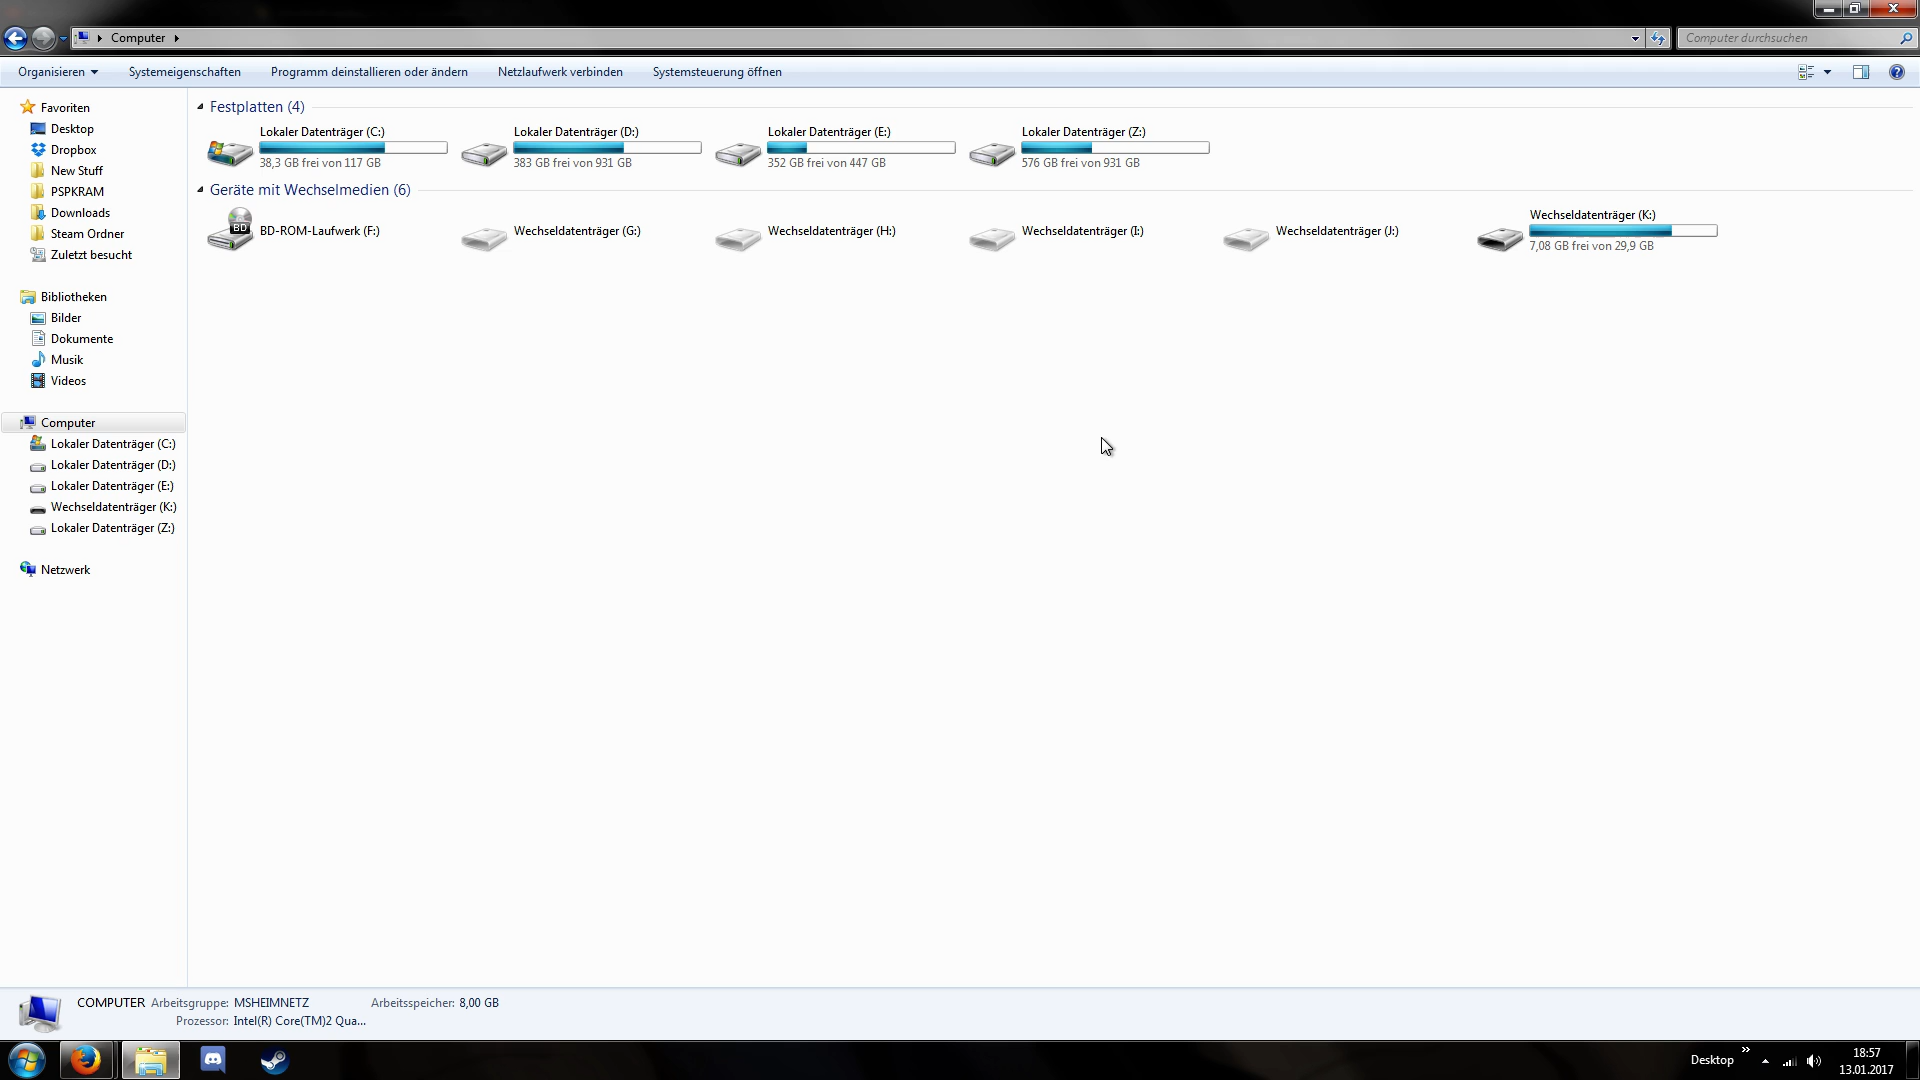 Computer
Computer durchsuchen
Organisieren Systemeigenschaften Programm deinstallieren oder ändern Netzlaufwerk verbinden Systemsteuerung öffnen
Favoriten
Desktop
Dropbox
New Stuff
PSPKRAM
Downloads
Steam Ordner
Zuletzt besucht
Bibliotheken
Bilder
Dokumente
Musik
Videos
Computer
Lokaler Datenträger (C:)
Lokaler Datenträger (D:)
Lokaler Datenträger (E:)
Wechseldatenträger (K:)
Lokaler Datenträger (Z:)
Netzwerk
Festplatten (4)
Lokaler Datenträger (C:)
38,3 GB frei von 117 GB
Lokaler Datenträger (D:)
383 GB frei von 931 GB
Lokaler Datenträger (E:)
352 GB frei von 447 GB
Lokaler Datenträger (Z:)
576 GB frei von 931 GB
Geräte mit Wechselmedien (6)
BD
BD-ROM-Laufwerk (F:)
Wechseldatenträger (G:)
Wechseldatenträger (H:)
Wechseldatenträger (I:)
Wechseldatenträger (J:)
Wechseldatenträger (K:)
7,08 GB frei von 29,9 GB
COMPUTER Arbeitsgruppe: MSHEIMNETZ Arbeitsspeicher: 8,00 GB
Prozessor: Intel(R) Core(TM)2 Qua...
Desktop »
18:57
13.01.2017